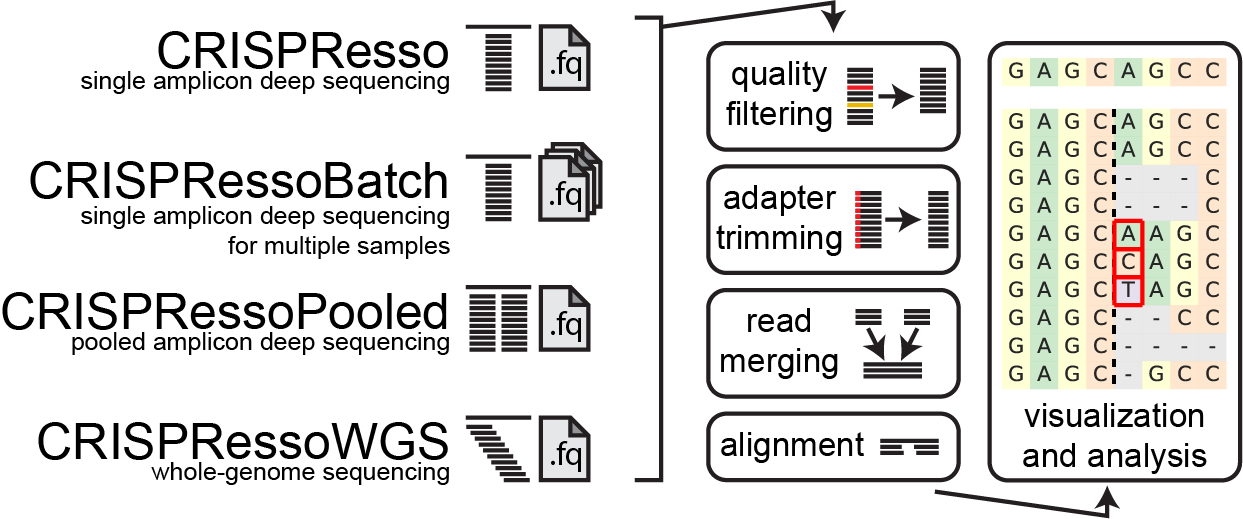 CRISPResso
single amplicon deep sequencing
.fq
CRISPRessoBatch
single amplicon deep sequencing
for multiple samples
.fq
CRISPRessoPooled
pooled amplicon deep sequencing
.fq
CRISPRessoWGS
whole-genome sequencing
.fq
quality
filtering
adapter
trimming
read
merging
alignment
G A G C A G C C
G A G C A G C C
G A G C A G C C
G A G C - - - C
G A G C - - - C
G A G C A A G C
G A G C C A G C
G A G C T A G C
G A G C - - C C
G A G C - - - -
G A G C - G C C
visualization
and analysis